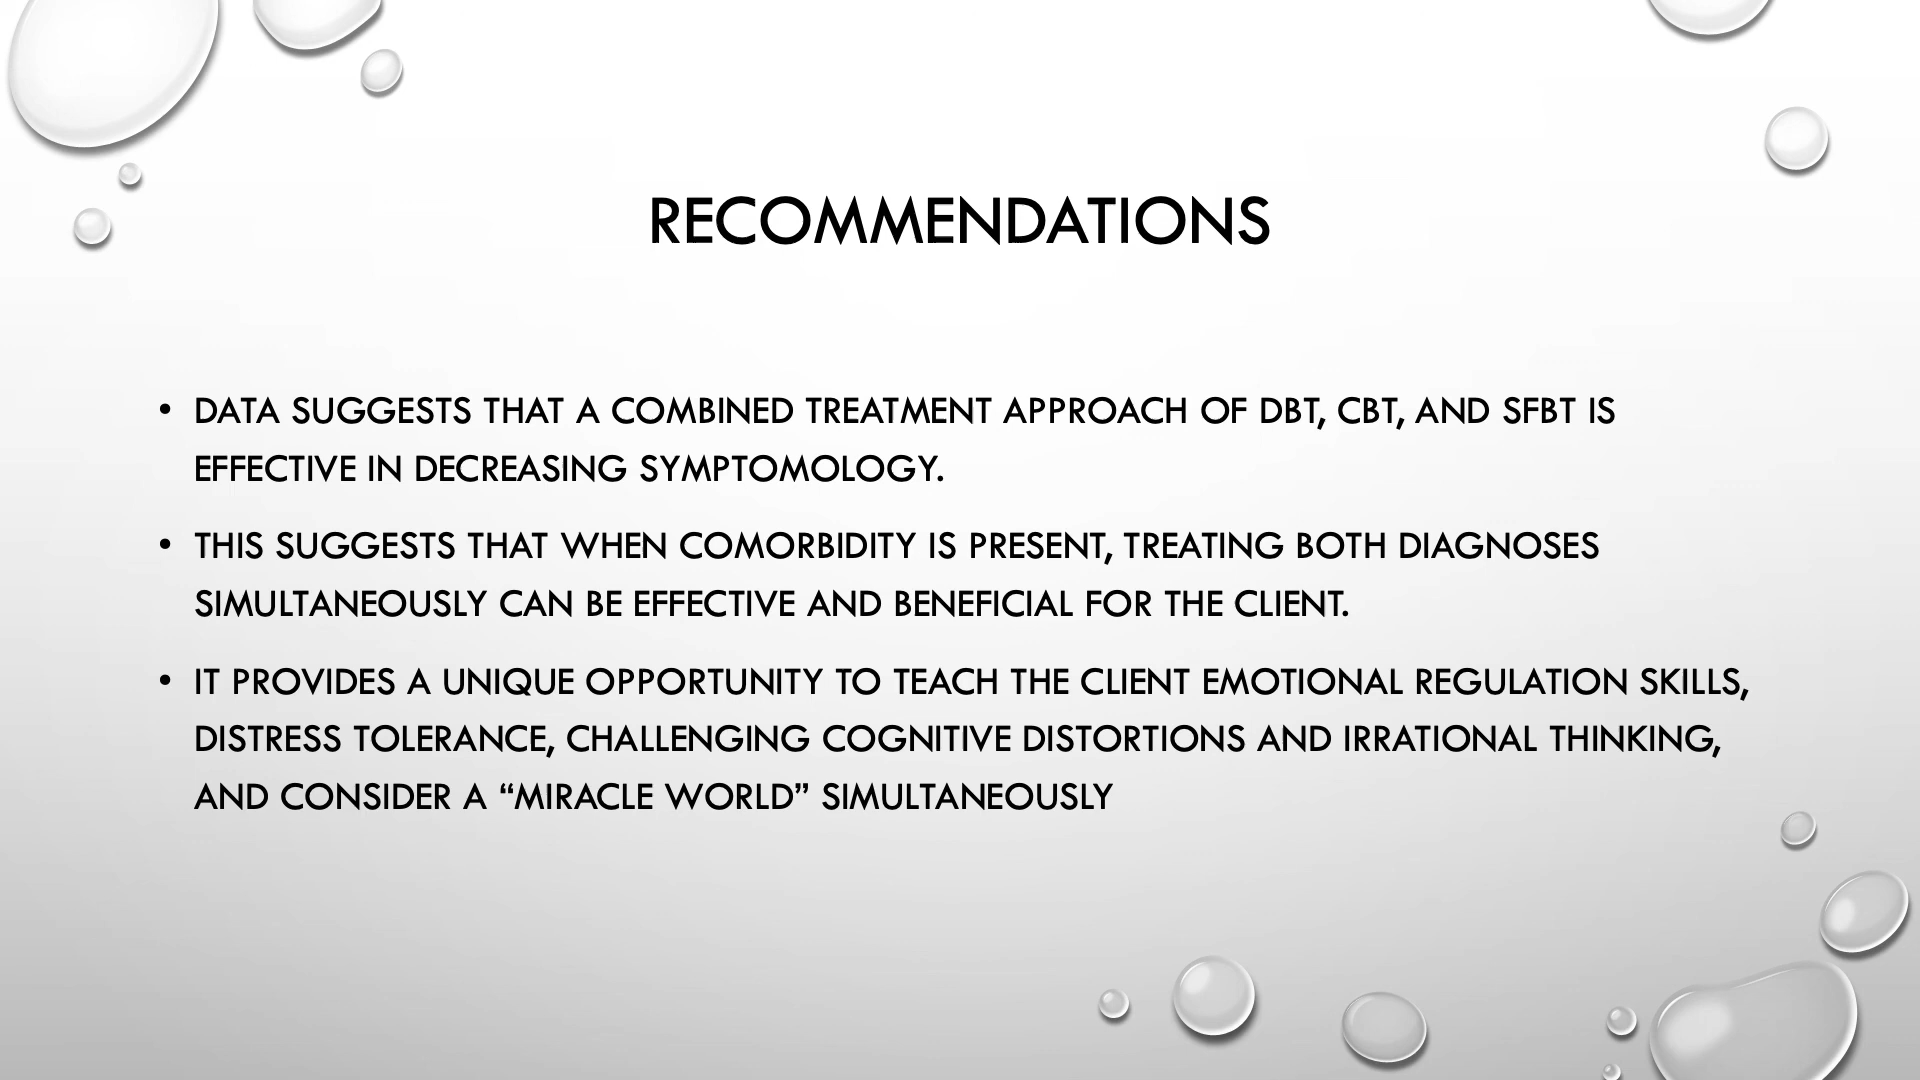 RECOMMENDATIONS
• DATA SUGGESTS THAT A COMBINED TREATMENT APPROACH OF DBT, CBT, AND SFBT IS
EFFECTIVE IN DECREASING SYMPTOMOLOGY.
• THIS SUGGESTS THAT WHEN COMORBIDITY IS PRESENT, TREATING BOTH DIAGNOSES
SIMULTANEOUSLY CAN BE EFFECTIVE AND BENEFICIAL FOR THE CLIENT.
• IT PROVIDES A UNIQUE OPPORTUNITY TO TEACH THE CLIENT EMOTIONAL REGULATION SKILLS,
DISTRESS TOLERANCE, CHALLENGING COGNITIVE DISTORTIONS AND IRRATIONAL THINKING,
AND CONSIDER A “MIRACLE WORLD” SIMULTANEOUSLY